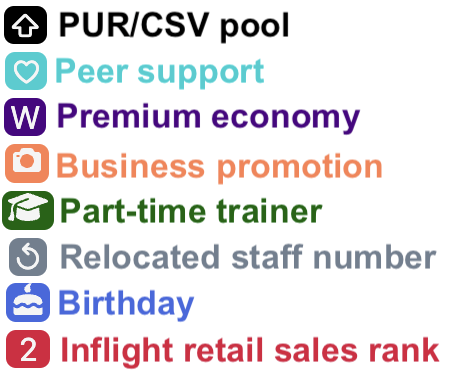 PUR/CSV pool
Peer support
W Premium economy
Business promotion
Part-time trainer
Relocated staff number
Birthday
2 Inflight retail sales rank